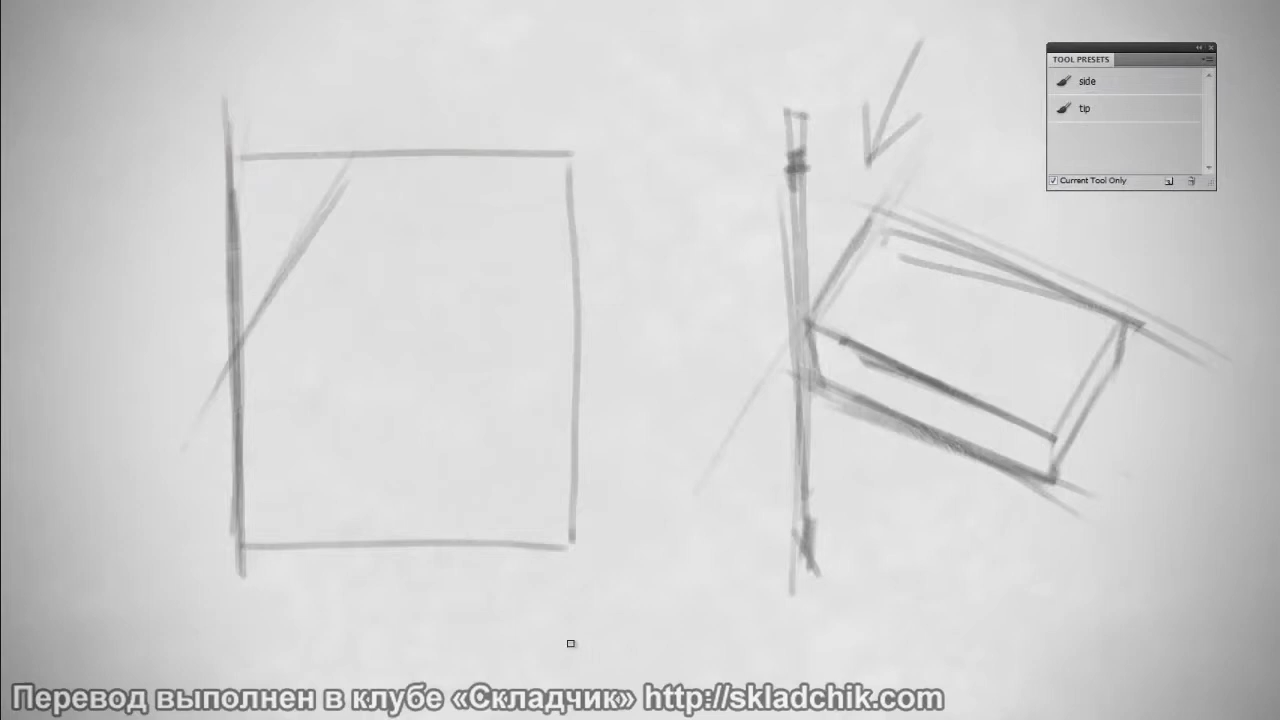 TOOL PRESETS
side
tip
Current Tool Only
Перевод выполнен в клубе «Складчик» http://skladchik.com